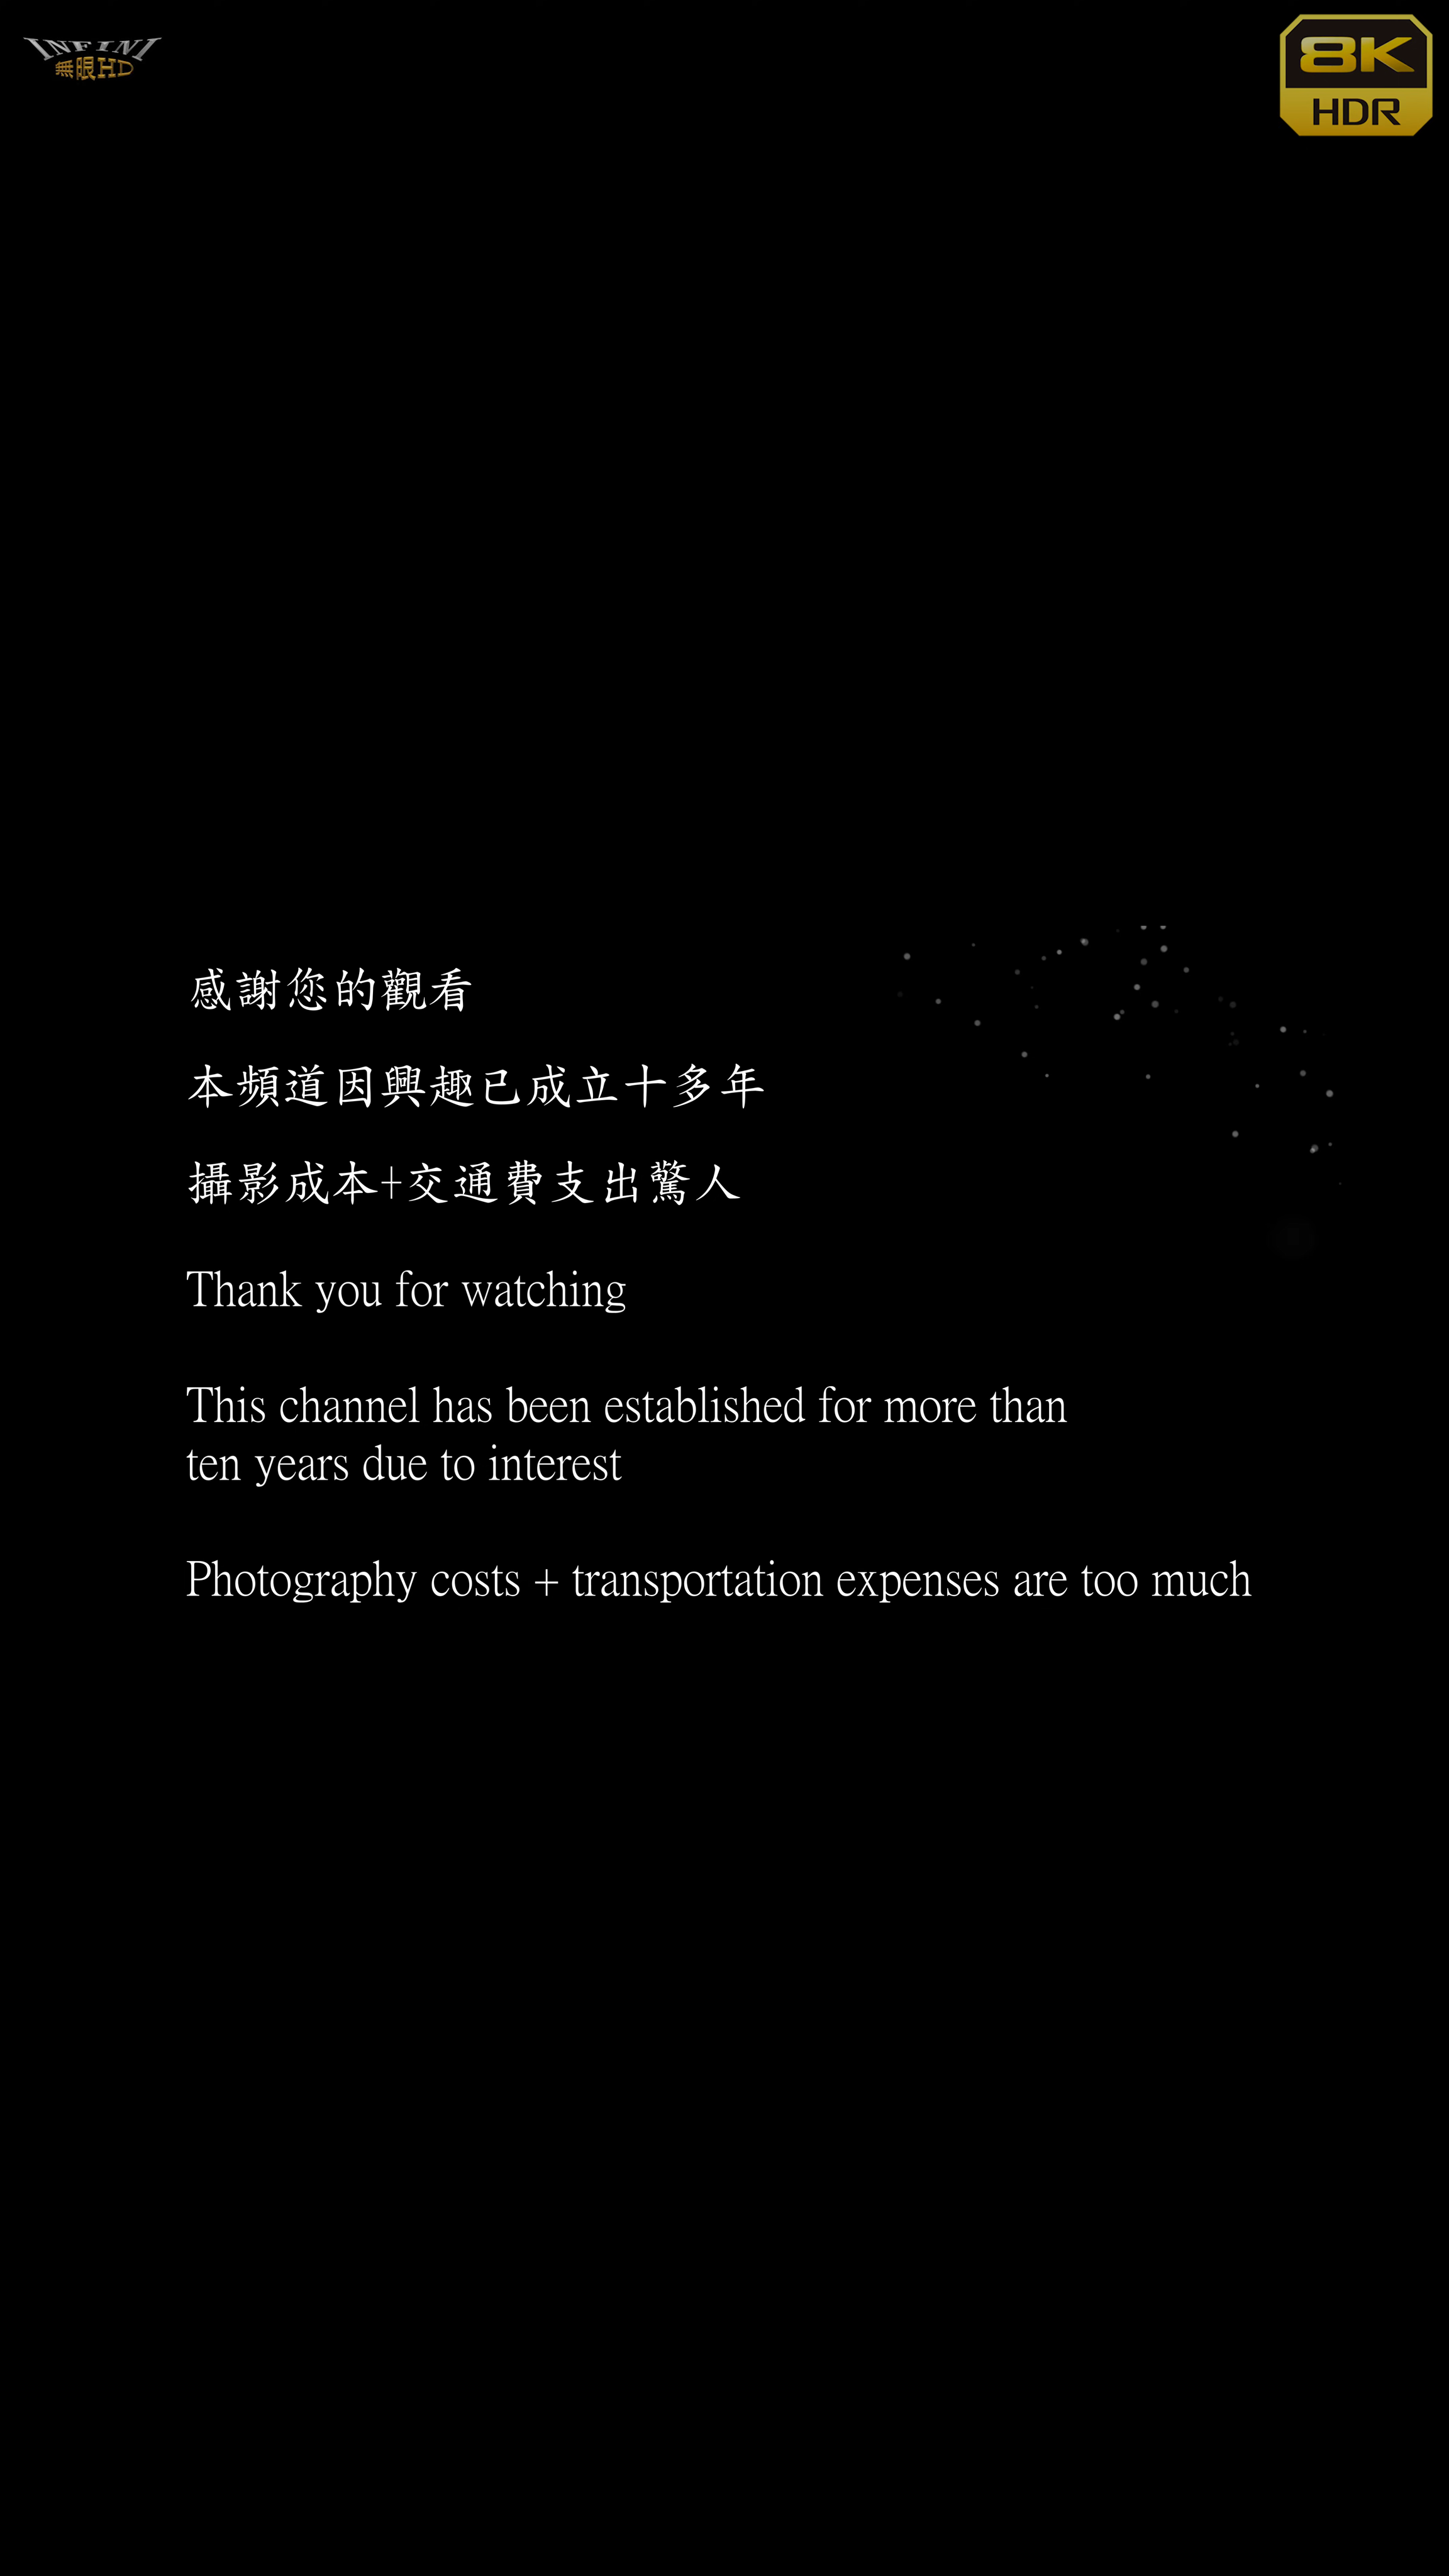 INFINI
無限HD
8K
HDR
感謝您的觀看
本頻道因興趣已成立十多年
攝影成本+交通費支出驚人
Thank you for watching
This channel has been established for more than
ten years due to interest
Photography costs + transportation expenses are too much